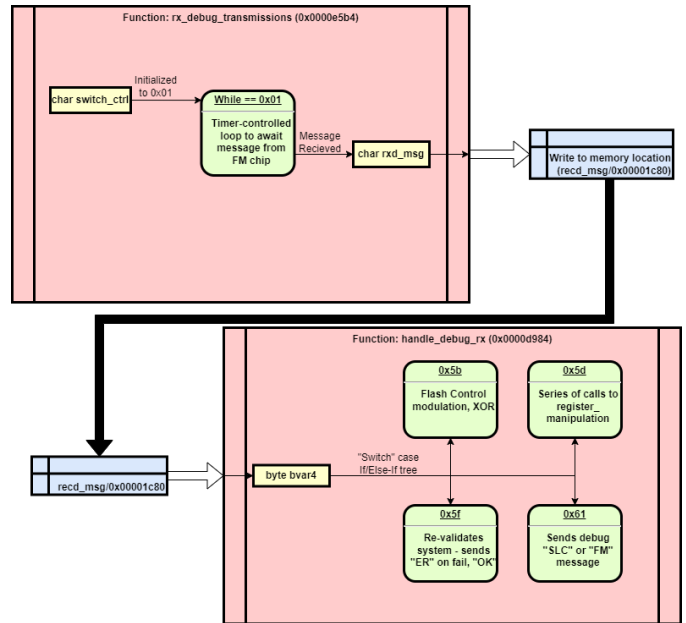 Function: rx_debug_transmissions (0x0000e5b4)
char switch_ctrl
Initialized
to 0x01
While == 0x01
Timer-controlled
loop to await
message from
FM chip
Message
Recieved
char rxd_msg
Write to memory location
(recd_msg/0x00001c80)
Function: handle_debug_rx (0x0000d984)
recd_msg/0x00001c80
byte bvar4
"Switch" case
If/Else-If tree
0x5b
Flash Control
modulation, XOR
0x5d
Series of calls to
register_
manipulation
0x5f
Re-validates
system - sends
"ER" on fail, "OK"
0x61
Sends debug
"SLC" or "FM"
message